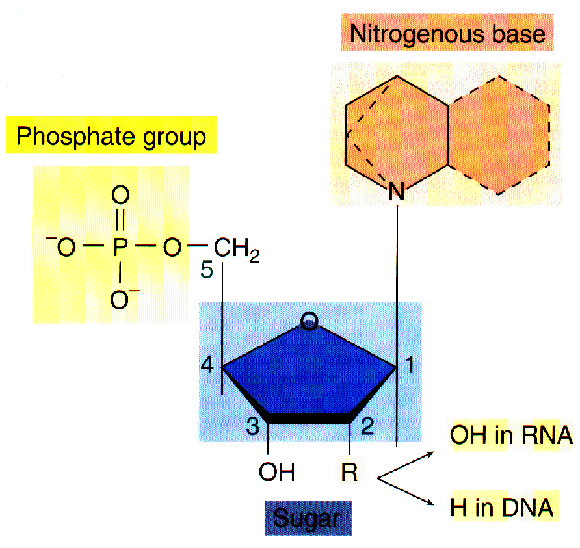 Nitrogenous base
Phosphate group
O
⁻O – P – O – CH₂
O⁻
5
N
O
4
1
3
2
OH
R
OH in RNA
H in DNA
Sugar